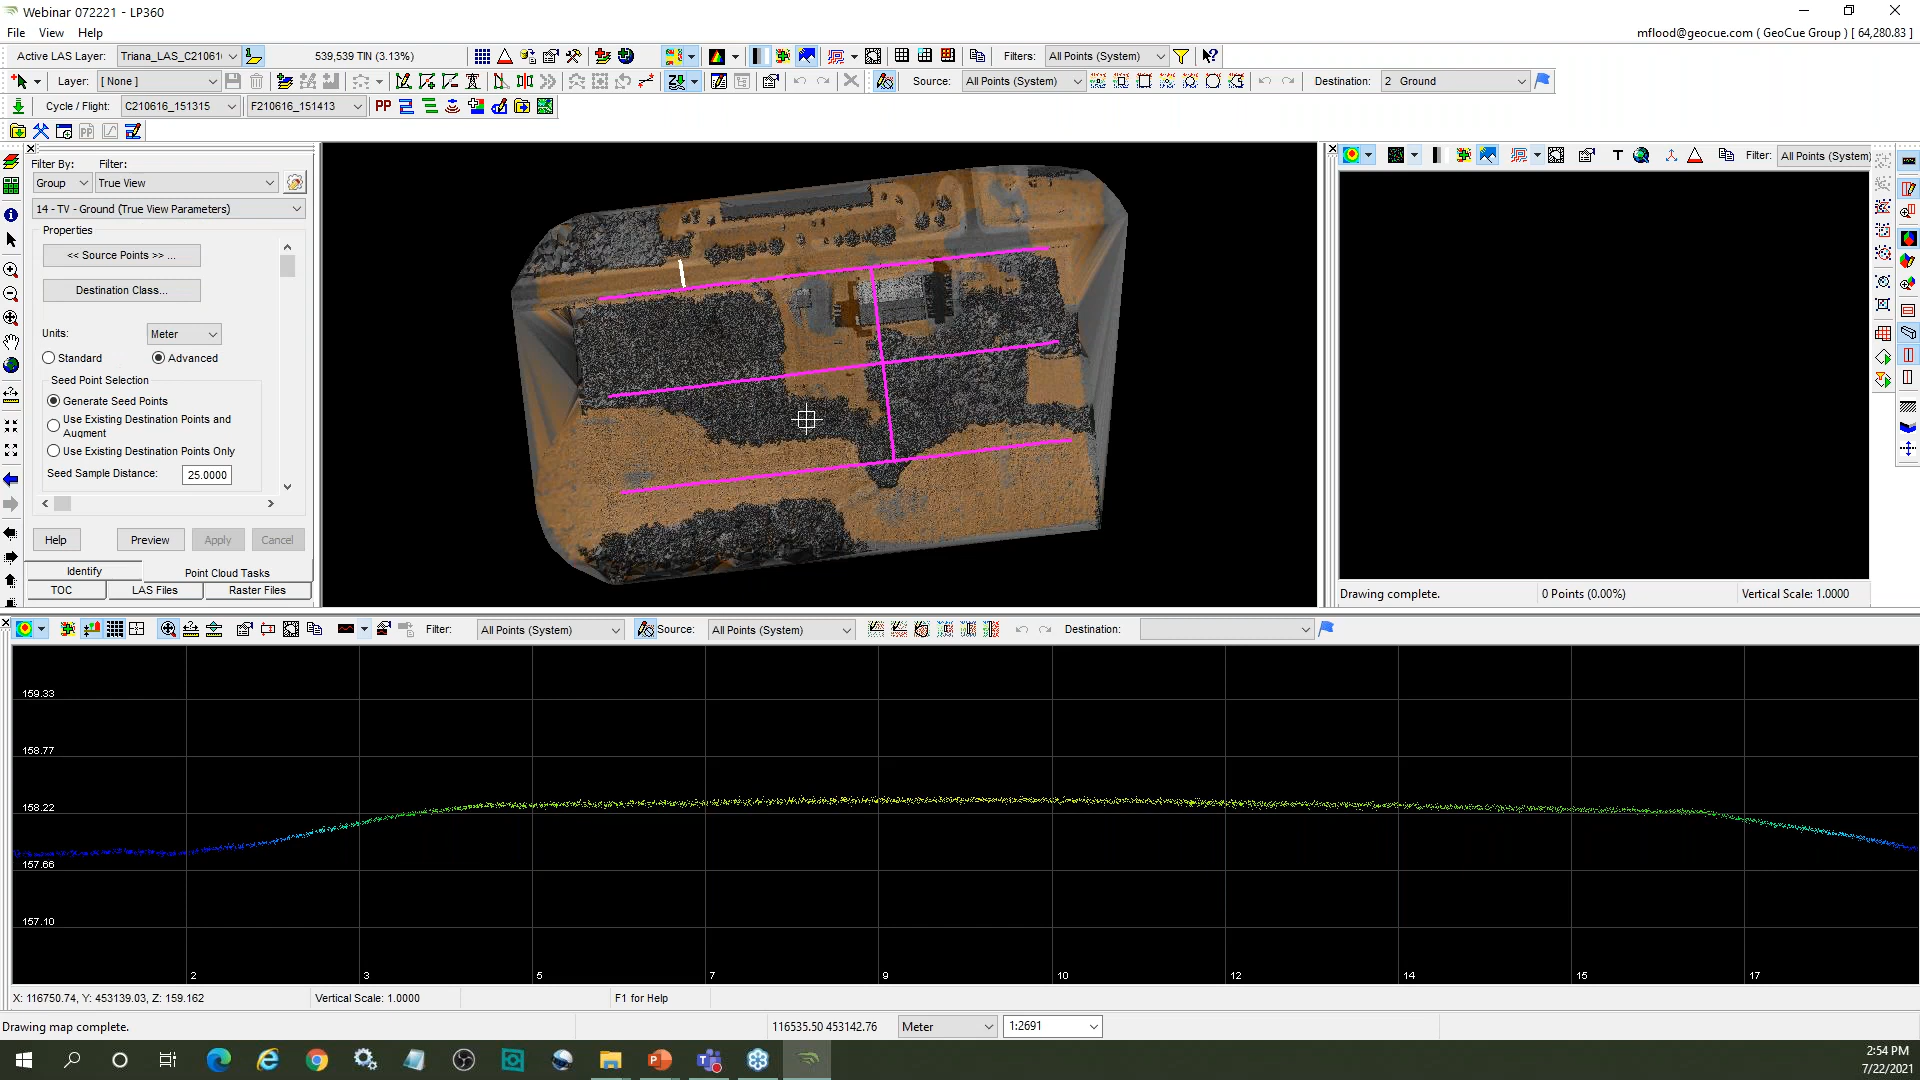 Webinar 072221 - LP360
File View Help
mflood@geocue.com ( GeoCue Group ) [ 64,280.83 ]
Active LAS Layer: Triana_LAS_C21061 539,539 TIN (3.13%) Filters: All Points (System)
Layer: [ None ] Source: All Points (System) Destination: 2 Ground
Cycle / Flight: C210616_151315 F210616_151413 PP
Filter By: Filter:
Group True View
14 - TV - Ground (True View Parameters)
Properties
<< Source Points >> ...
Destination Class...
Units: Meter
Standard Advanced
Seed Point Selection
Generate Seed Points
Use Existing Destination Points and
Augment
Use Existing Destination Points Only
Seed Sample Distance: 25.0000
Help Preview Apply Cancel
Identify Point Cloud Tasks
TOC LAS Files Raster Files
Filter: All Points (System)
Drawing complete. 0 Points (0.00%) Vertical Scale: 1.0000
Filter: All Points (System) Source: All Points (System) Destination:
159.33
158.77
158.22
157.66
157.10
2 3 5 7 9 10 12 14 15 17
X: 116750.74, Y: 453139.03, Z: 159.162 Vertical Scale: 1.0000 F1 for Help
Drawing map complete. 116535.50 453142.76 Meter 1:2691
2:54 PM
7/22/2021